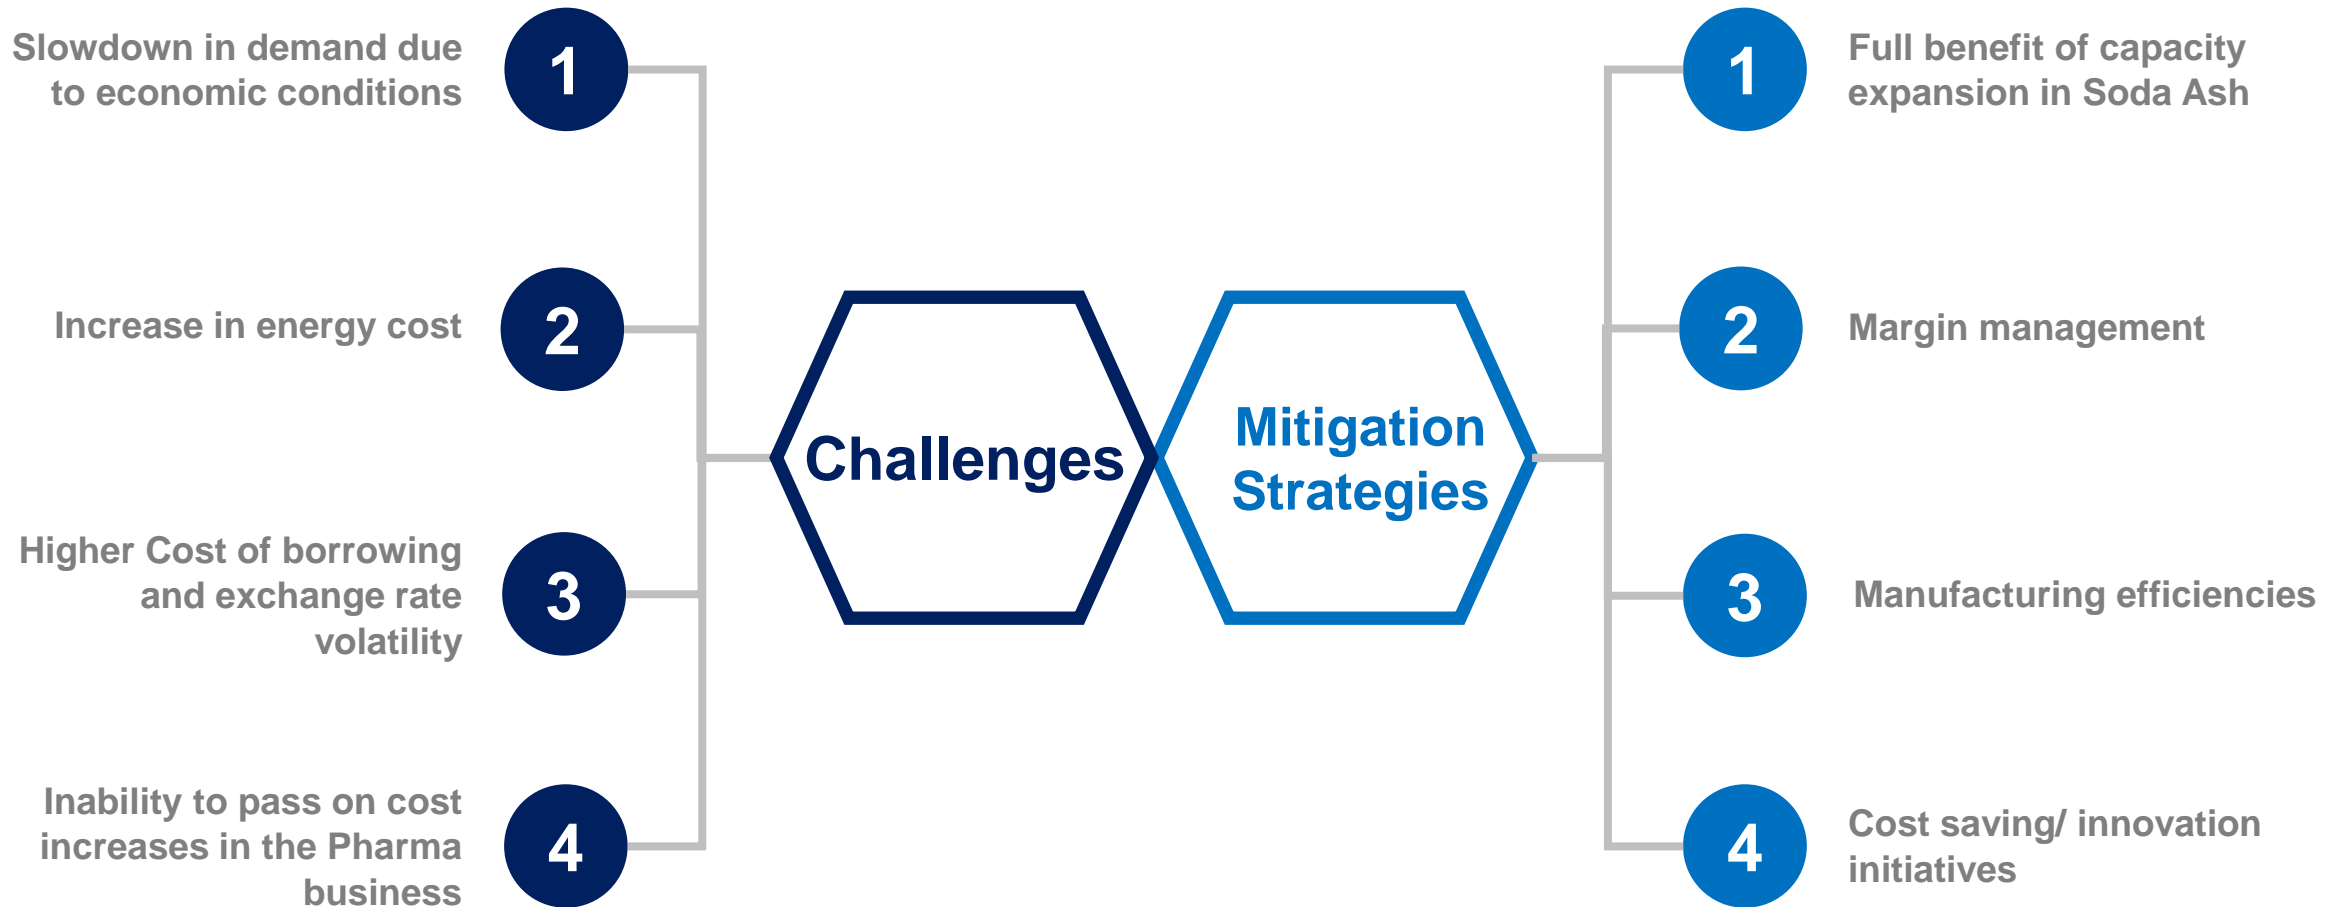 Slowdown in demand due
to economic conditions
1
Increase in energy cost
2
Higher Cost of borrowing
and exchange rate
volatility
3
Inability to pass on cost
increases in the Pharma
business
4
Challenges
Mitigation
Strategies
1
Full benefit of capacity
expansion in Soda Ash
2
Margin management
3
Manufacturing efficiencies
4
Cost saving/ innovation
initiatives